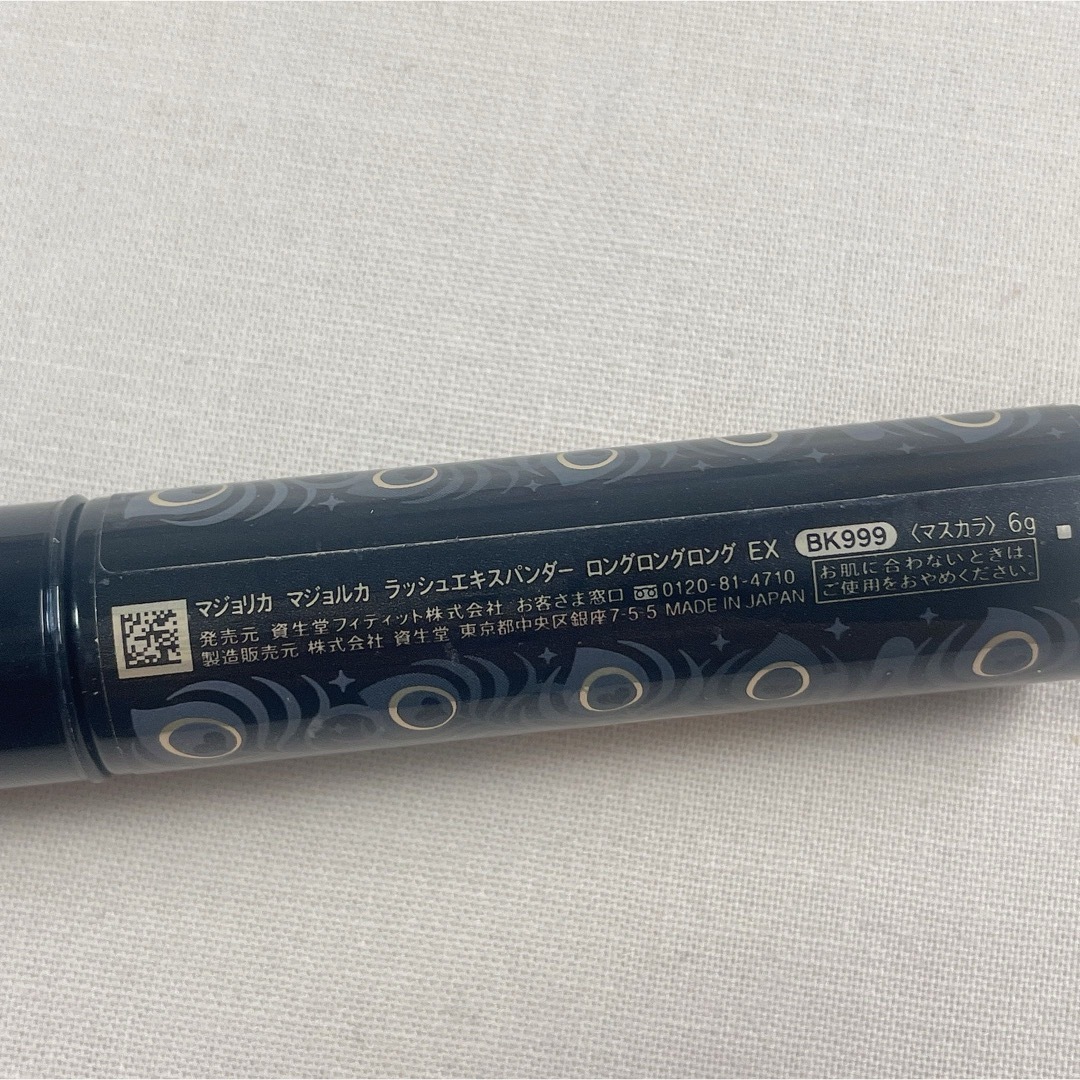 マジョリカ マジョルカ ラッシュエキスパンダー ロングロングロング EX BK999 〈マスカラ〉6g
発売元 資生堂フィティット株式会社 お客さま窓口 0120-81-4710
製造販売元 株式会社 資生堂 東京都中央区銀座7-5-5 MADE IN JAPAN
お肌に合わないときは、
ご使用をおやめください。